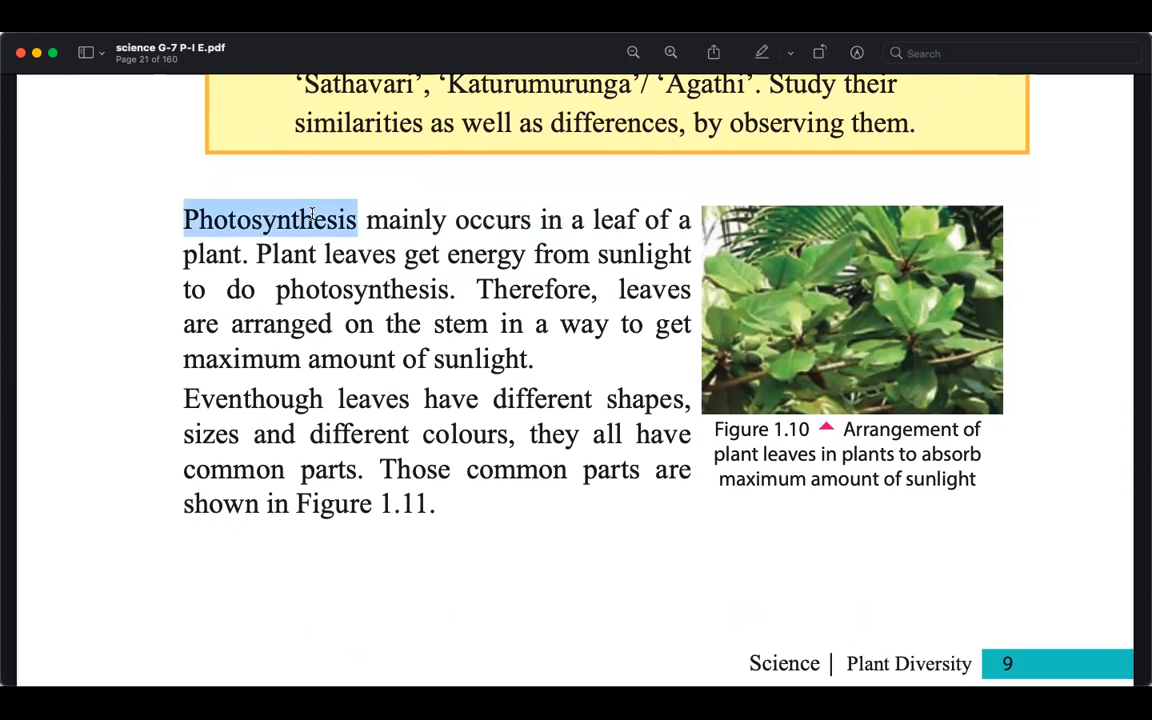 science G-7 P-I E.pdf
Page 21 of 160
Search
‘Sathavari’, ‘Katurumurunga’/ ‘Agathi’. Study their
similarities as well as differences, by observing them.
Photosynthesis mainly occurs in a leaf of a
plant. Plant leaves get energy from sunlight
to do photosynthesis. Therefore, leaves
are arranged on the stem in a way to get
maximum amount of sunlight.
Eventhough leaves have different shapes,
sizes and different colours, they all have
common parts. Those common parts are
shown in Figure 1.11.
Figure 1.10 ▲ Arrangement of
plant leaves in plants to absorb
maximum amount of sunlight
Science | Plant Diversity 9